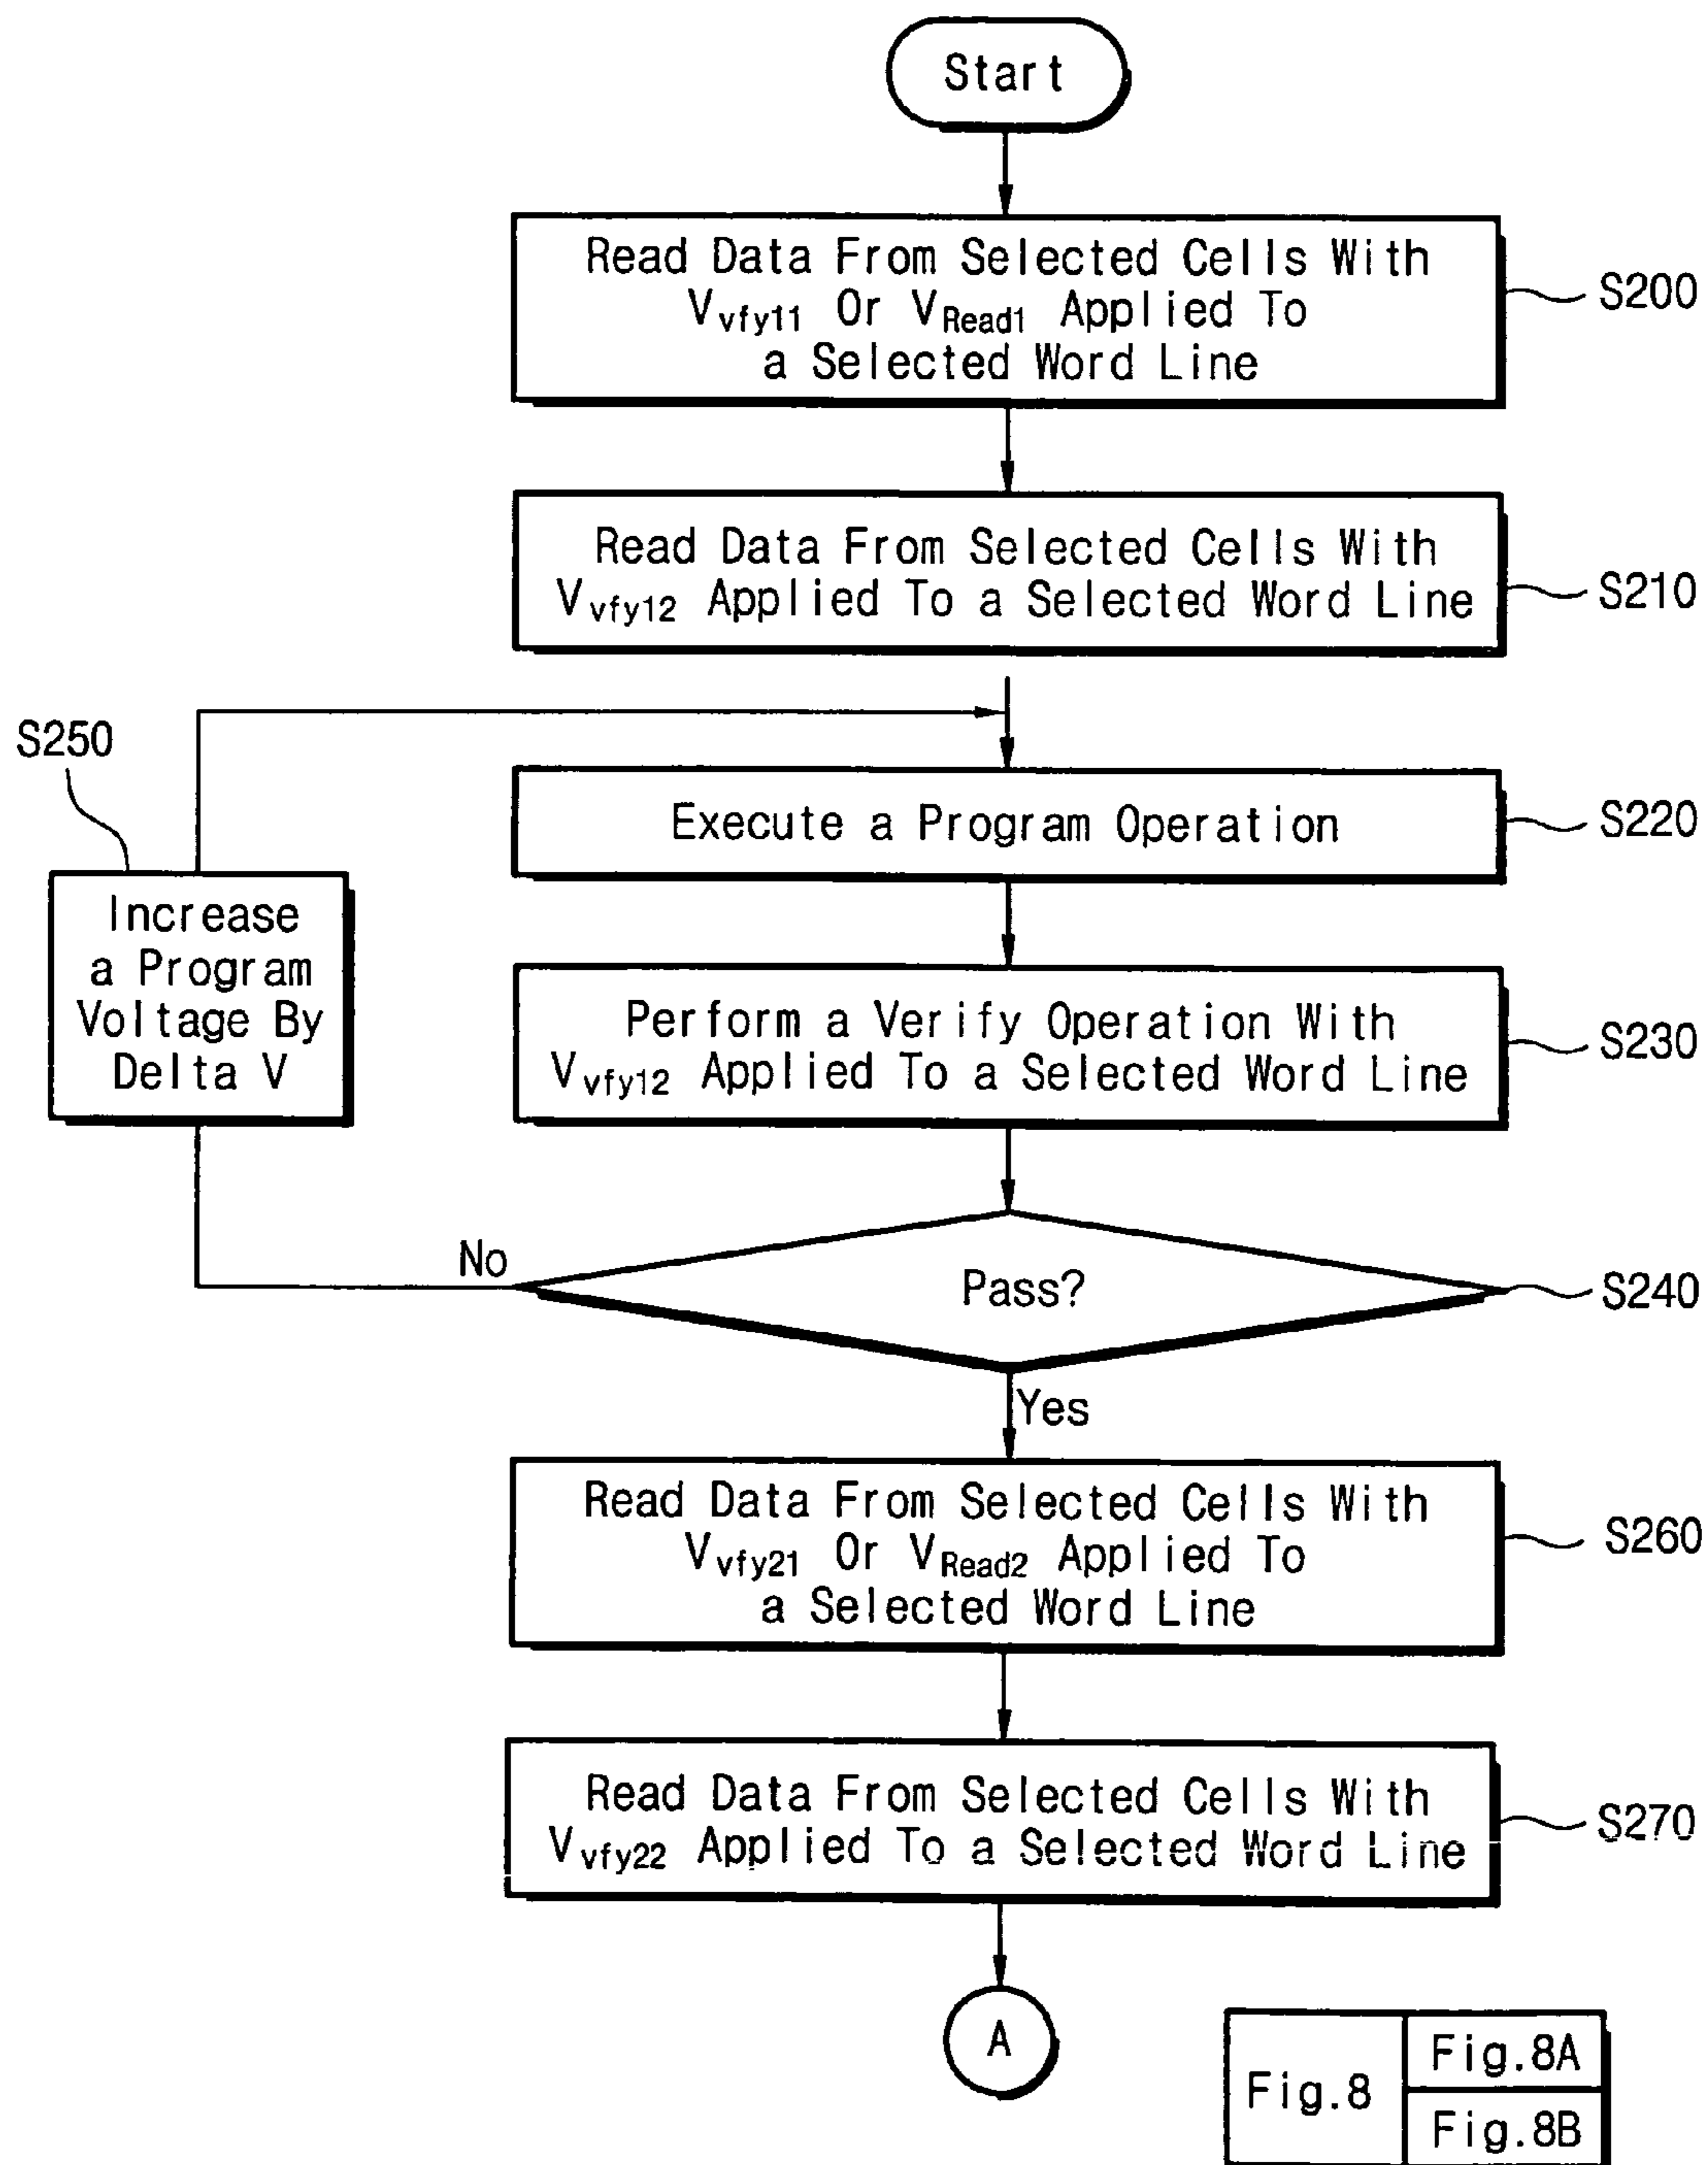 Start
Read Data From Selected Cells With
Vvfy11 Or VRead1 Applied To
a Selected Word Line
S200
Read Data From Selected Cells With
Vvfy12 Applied To a Selected Word Line
S210
S250
Execute a Program Operation
S220
Increase
a Program
Voltage By
Delta V
Perform a Verify Operation With
Vvfy12 Applied To a Selected Word Line
S230
No
Pass?
S240
Yes
Read Data From Selected Cells With
Vvfy21 Or VRead2 Applied To
a Selected Word Line
S260
Read Data From Selected Cells With
Vvfy22 Applied To a Selected Word Line
S270
A
Fig.8
Fig.8A
Fig.8B